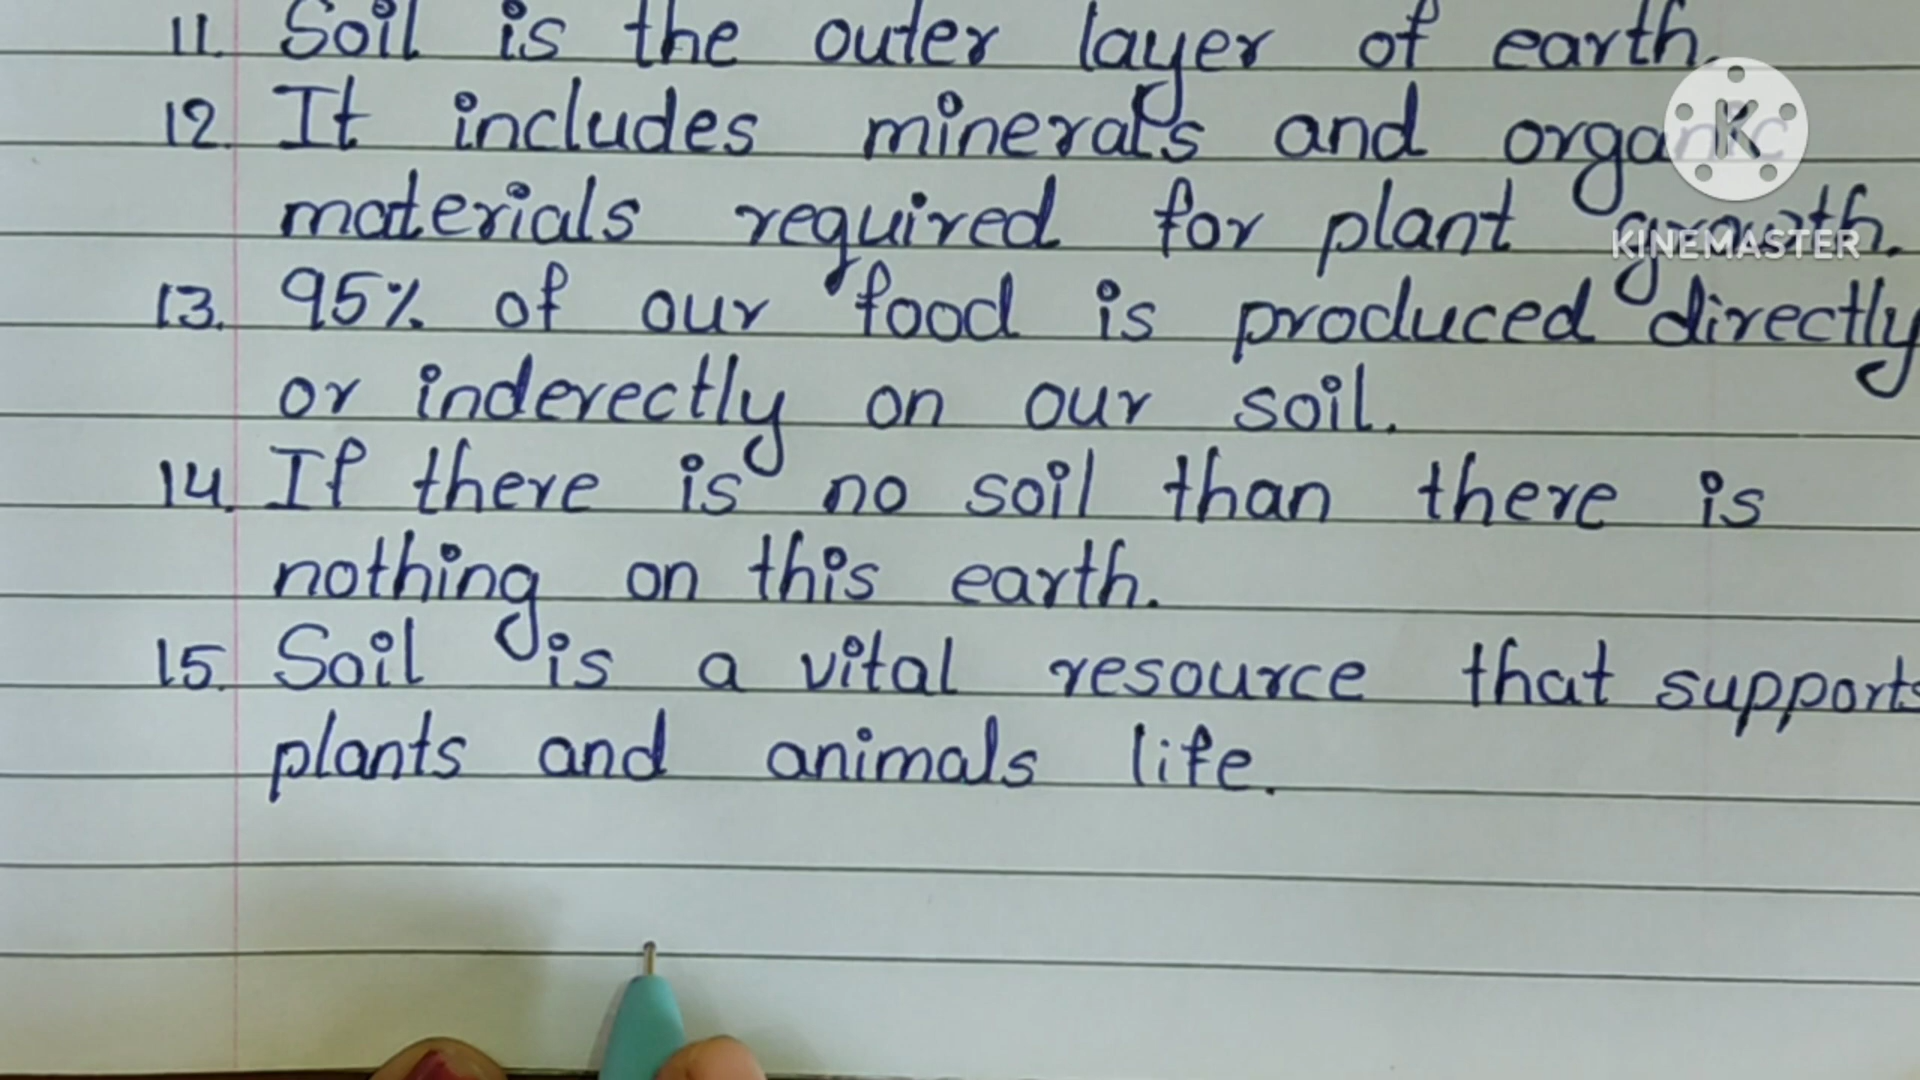 11. Soil is the outer layer of earth.
12. It includes minerals and organic
materials required for plant growth.
KINEMASTER
13. 95% of our food is produced directly
or inderectly on our soil.
14. If there is no soil than there is
nothing on this earth.
15. Soil is a vital resource that supports
plants and animals life.